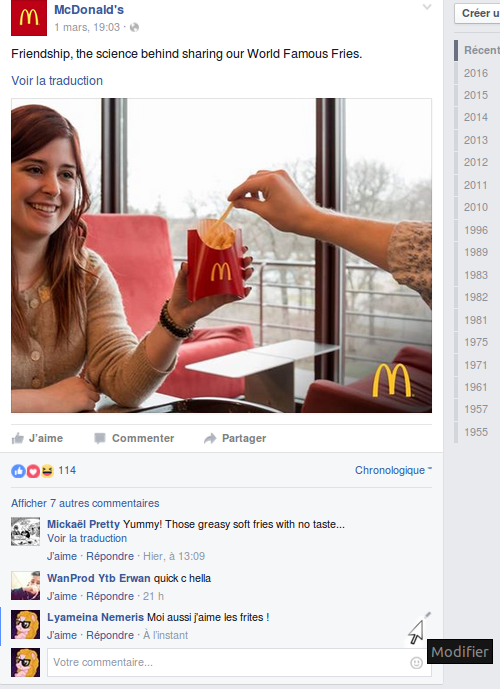 McDonald's
1 mars, 19:03 ·
Créer u
Friendship, the science behind sharing our World Famous Fries.
Voir la traduction
Récent
2016
2015
2014
2013
2012
2011
2010
1996
1989
1983
1982
1981
1975
1971
1961
1957
1955
J'aime Commenter Partager
114 Chronologique
Afficher 7 autres commentaires
Mickaël Pretty Yummy! Those greasy soft fries with no taste...
Voir la traduction
J'aime · Répondre · Hier, à 13:09
WanProd Ytb Erwan quick c hella
J'aime · Répondre · 21 h
Lyameina Nemeris Moi aussi j'aime les frites !
J'aime · Répondre · À l'instant
Modifier
Votre commentaire...